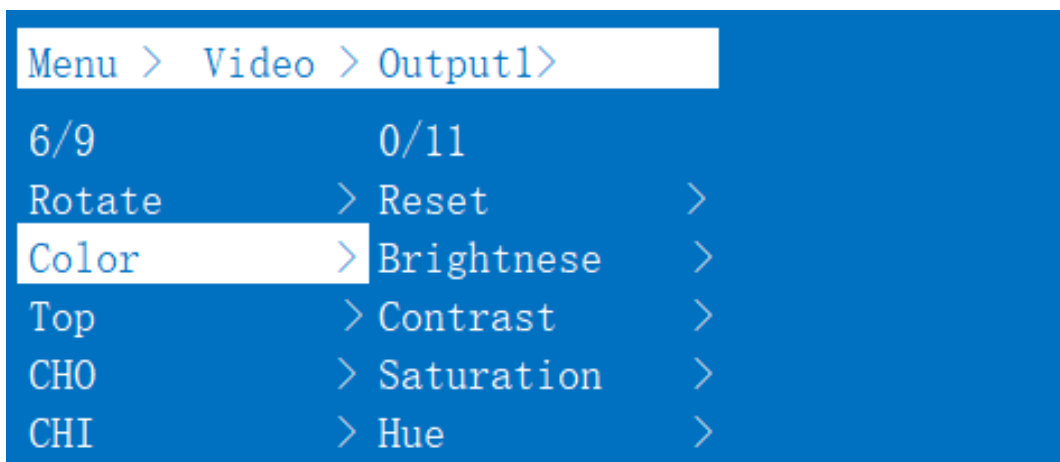 Menu > Video > Output1>
6/9 0/11
Rotate > Reset >
Color > Brightnese >
Top > Contrast >
CHO > Saturation >
CHI > Hue >